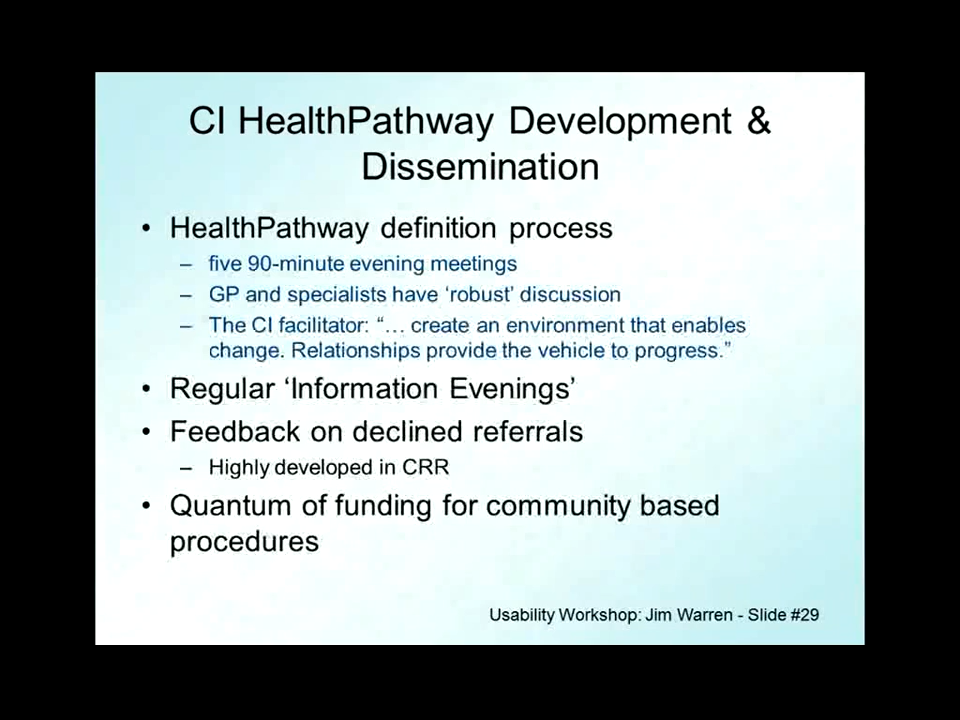 CI HealthPathway Development &
Dissemination
• HealthPathway definition process
– five 90-minute evening meetings
– GP and specialists have ‘robust’ discussion
– The CI facilitator: “… create an environment that enables
change. Relationships provide the vehicle to progress.”
• Regular ‘Information Evenings’
• Feedback on declined referrals
– Highly developed in CRR
• Quantum of funding for community based
procedures
Usability Workshop: Jim Warren - Slide #29